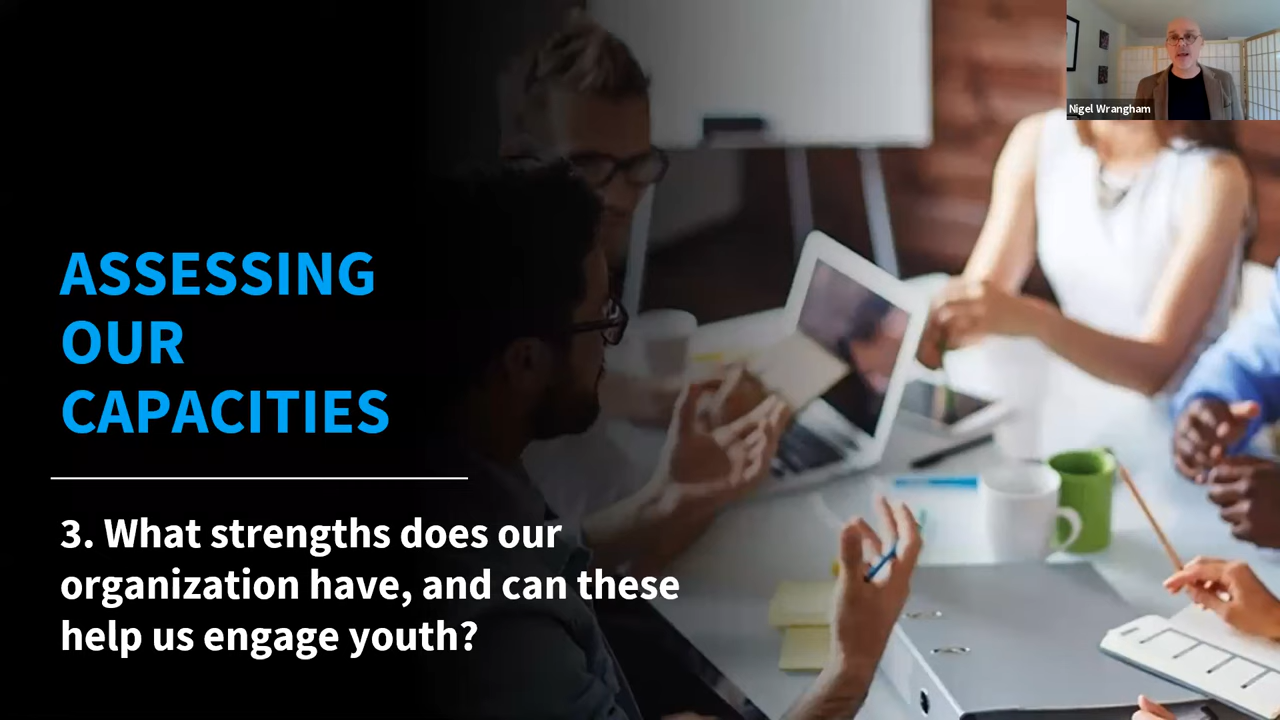 Nigel Wrangham
ASSESSING
OUR
CAPACITIES
3. What strengths does our
organization have, and can these
help us engage youth?